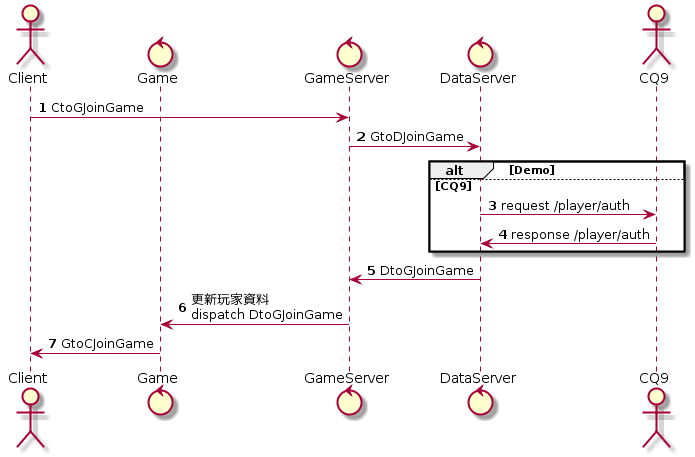 Client
Game
GameServer
DataServer
CQ9
1 CtoGJoinGame
2 GtoDJoinGame
alt [Demo]
[CQ9]
3 request /player/auth
4 response /player/auth
5 DtoGJoinGame
6 更新玩家資料
dispatch DtoGJoinGame
7 GtoCJoinGame
Client
Game
GameServer
DataServer
CQ9